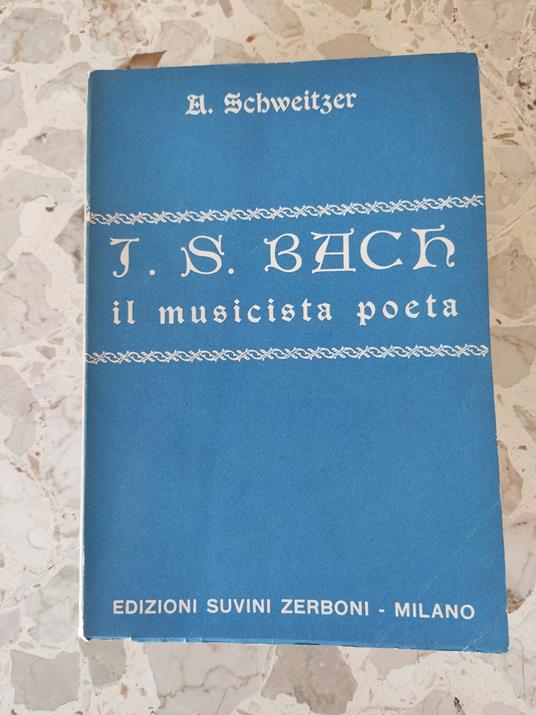 A. Schweitzer
J. S. BACh
il musicista poeta
EDIZIONI SUVINI ZERBONI - MILANO